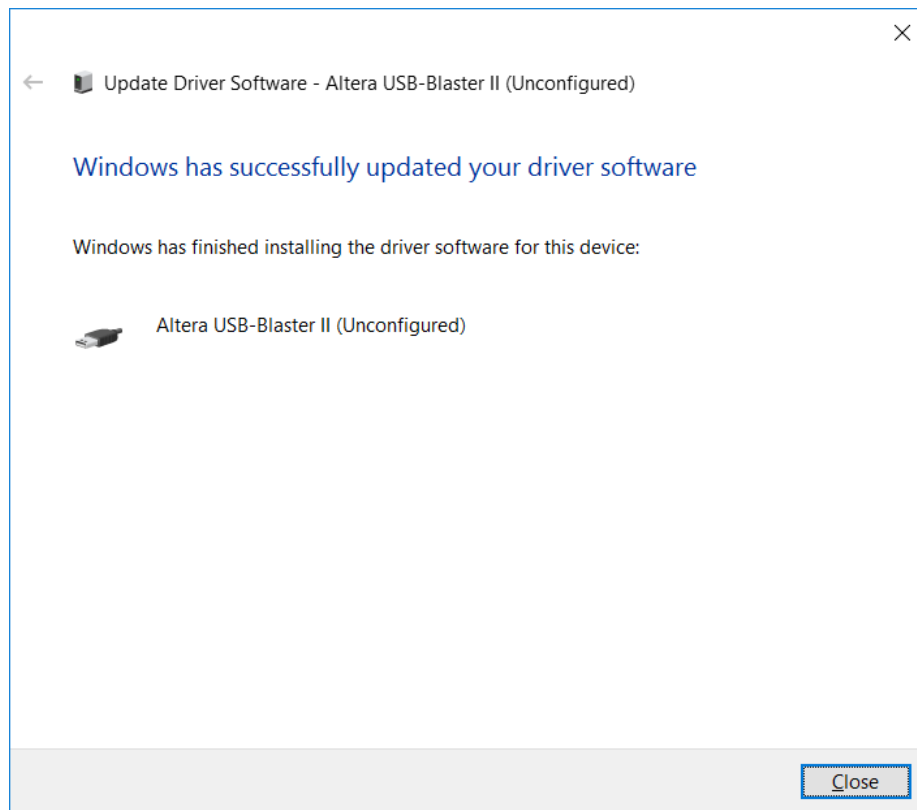 Update Driver Software - Altera USB-Blaster II (Unconfigured)
Windows has successfully updated your driver software
Windows has finished installing the driver software for this device:
Altera USB-Blaster II (Unconfigured)
Close